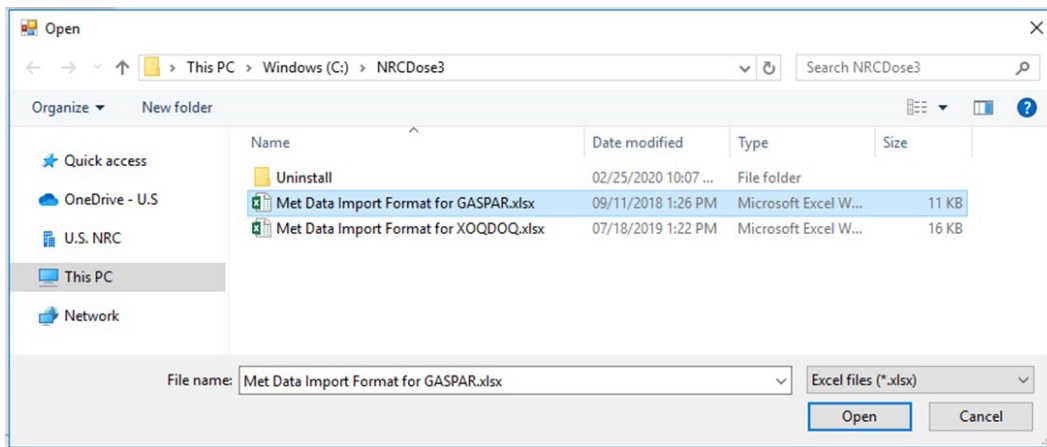 Open
This PC > Windows (C:) > NRCDose3
Search NRCDose3
Organize
New folder
Name Date modified Type Size
Quick access
OneDrive - U.S
U.S. NRC
This PC
Network
Uninstall 02/25/2020 10:07 ... File folder
Met Data Import Format for GASPAR.xlsx 09/11/2018 1:26 PM Microsoft Excel W... 11 KB
Met Data Import Format for XOQDOQ.xlsx 07/18/2019 1:22 PM Microsoft Excel W... 16 KB
File name: Met Data Import Format for GASPAR.xlsx Excel files (*.xlsx)
Open Cancel